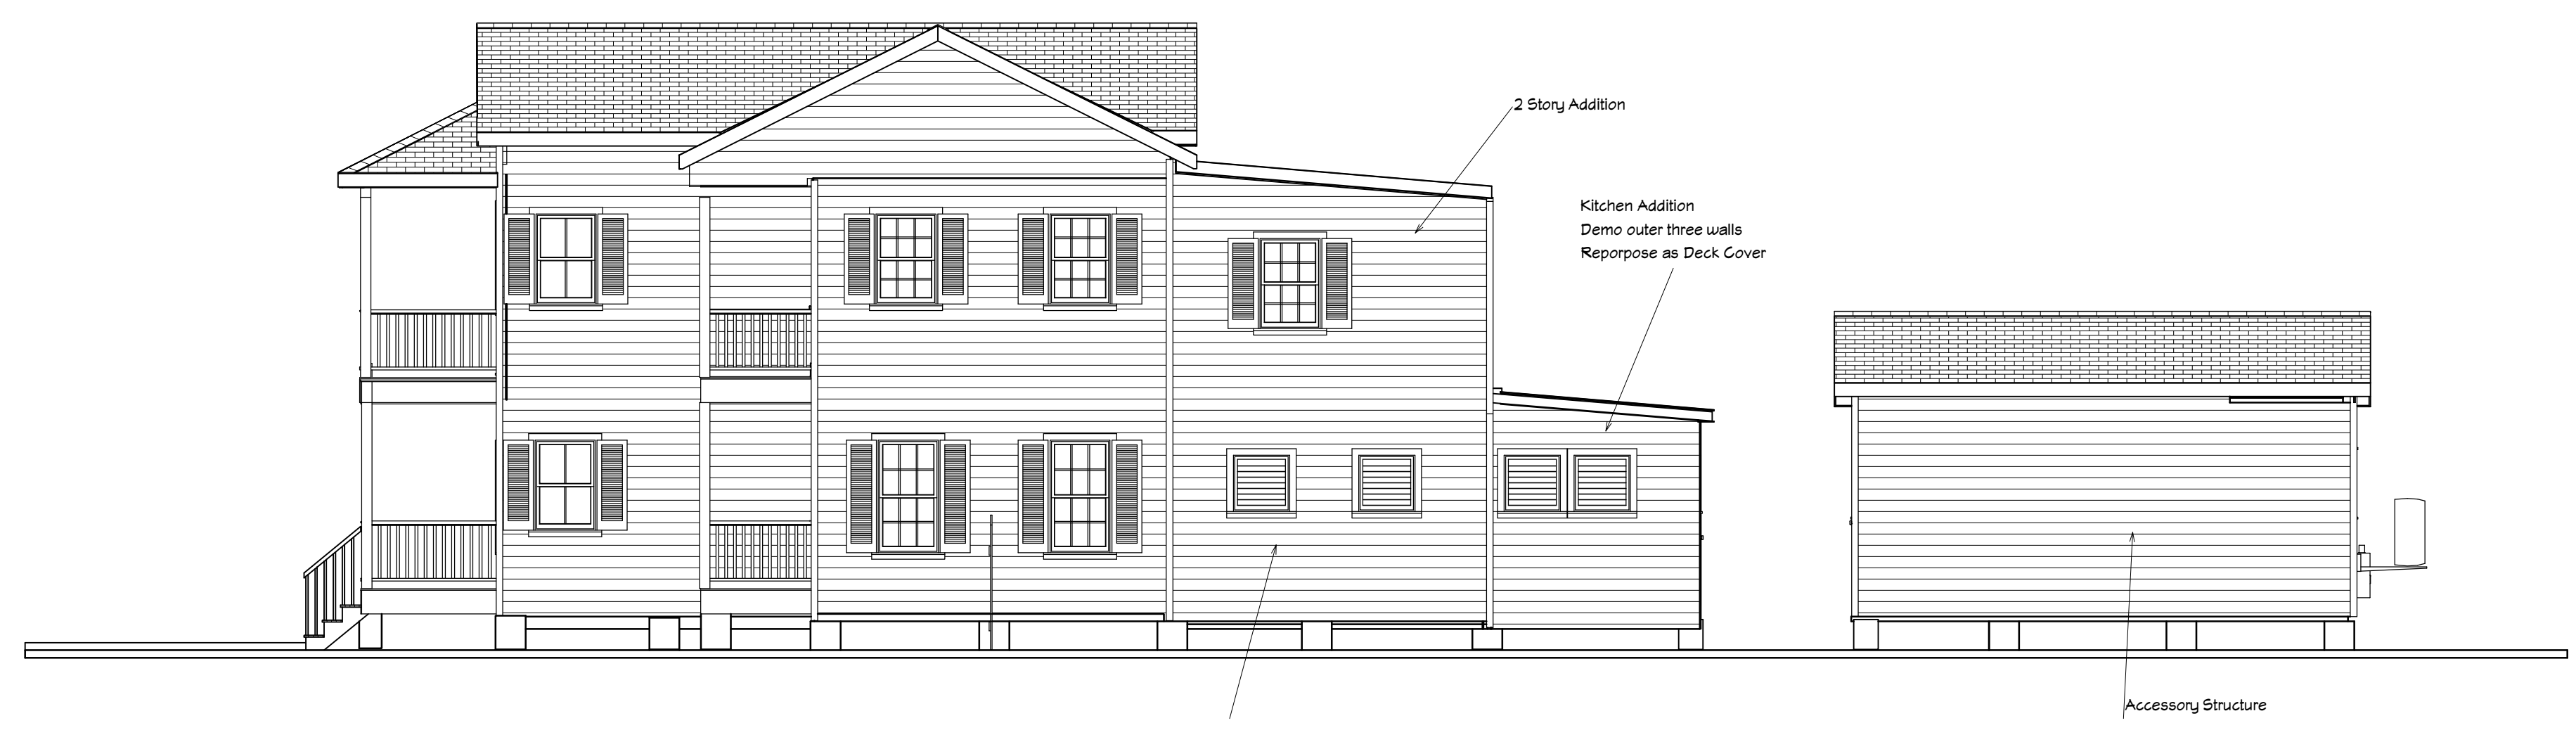 2 Story Addition
Kitchen Addition
Demo outer three walls
Reporpose as Deck Cover
Accessory Structure